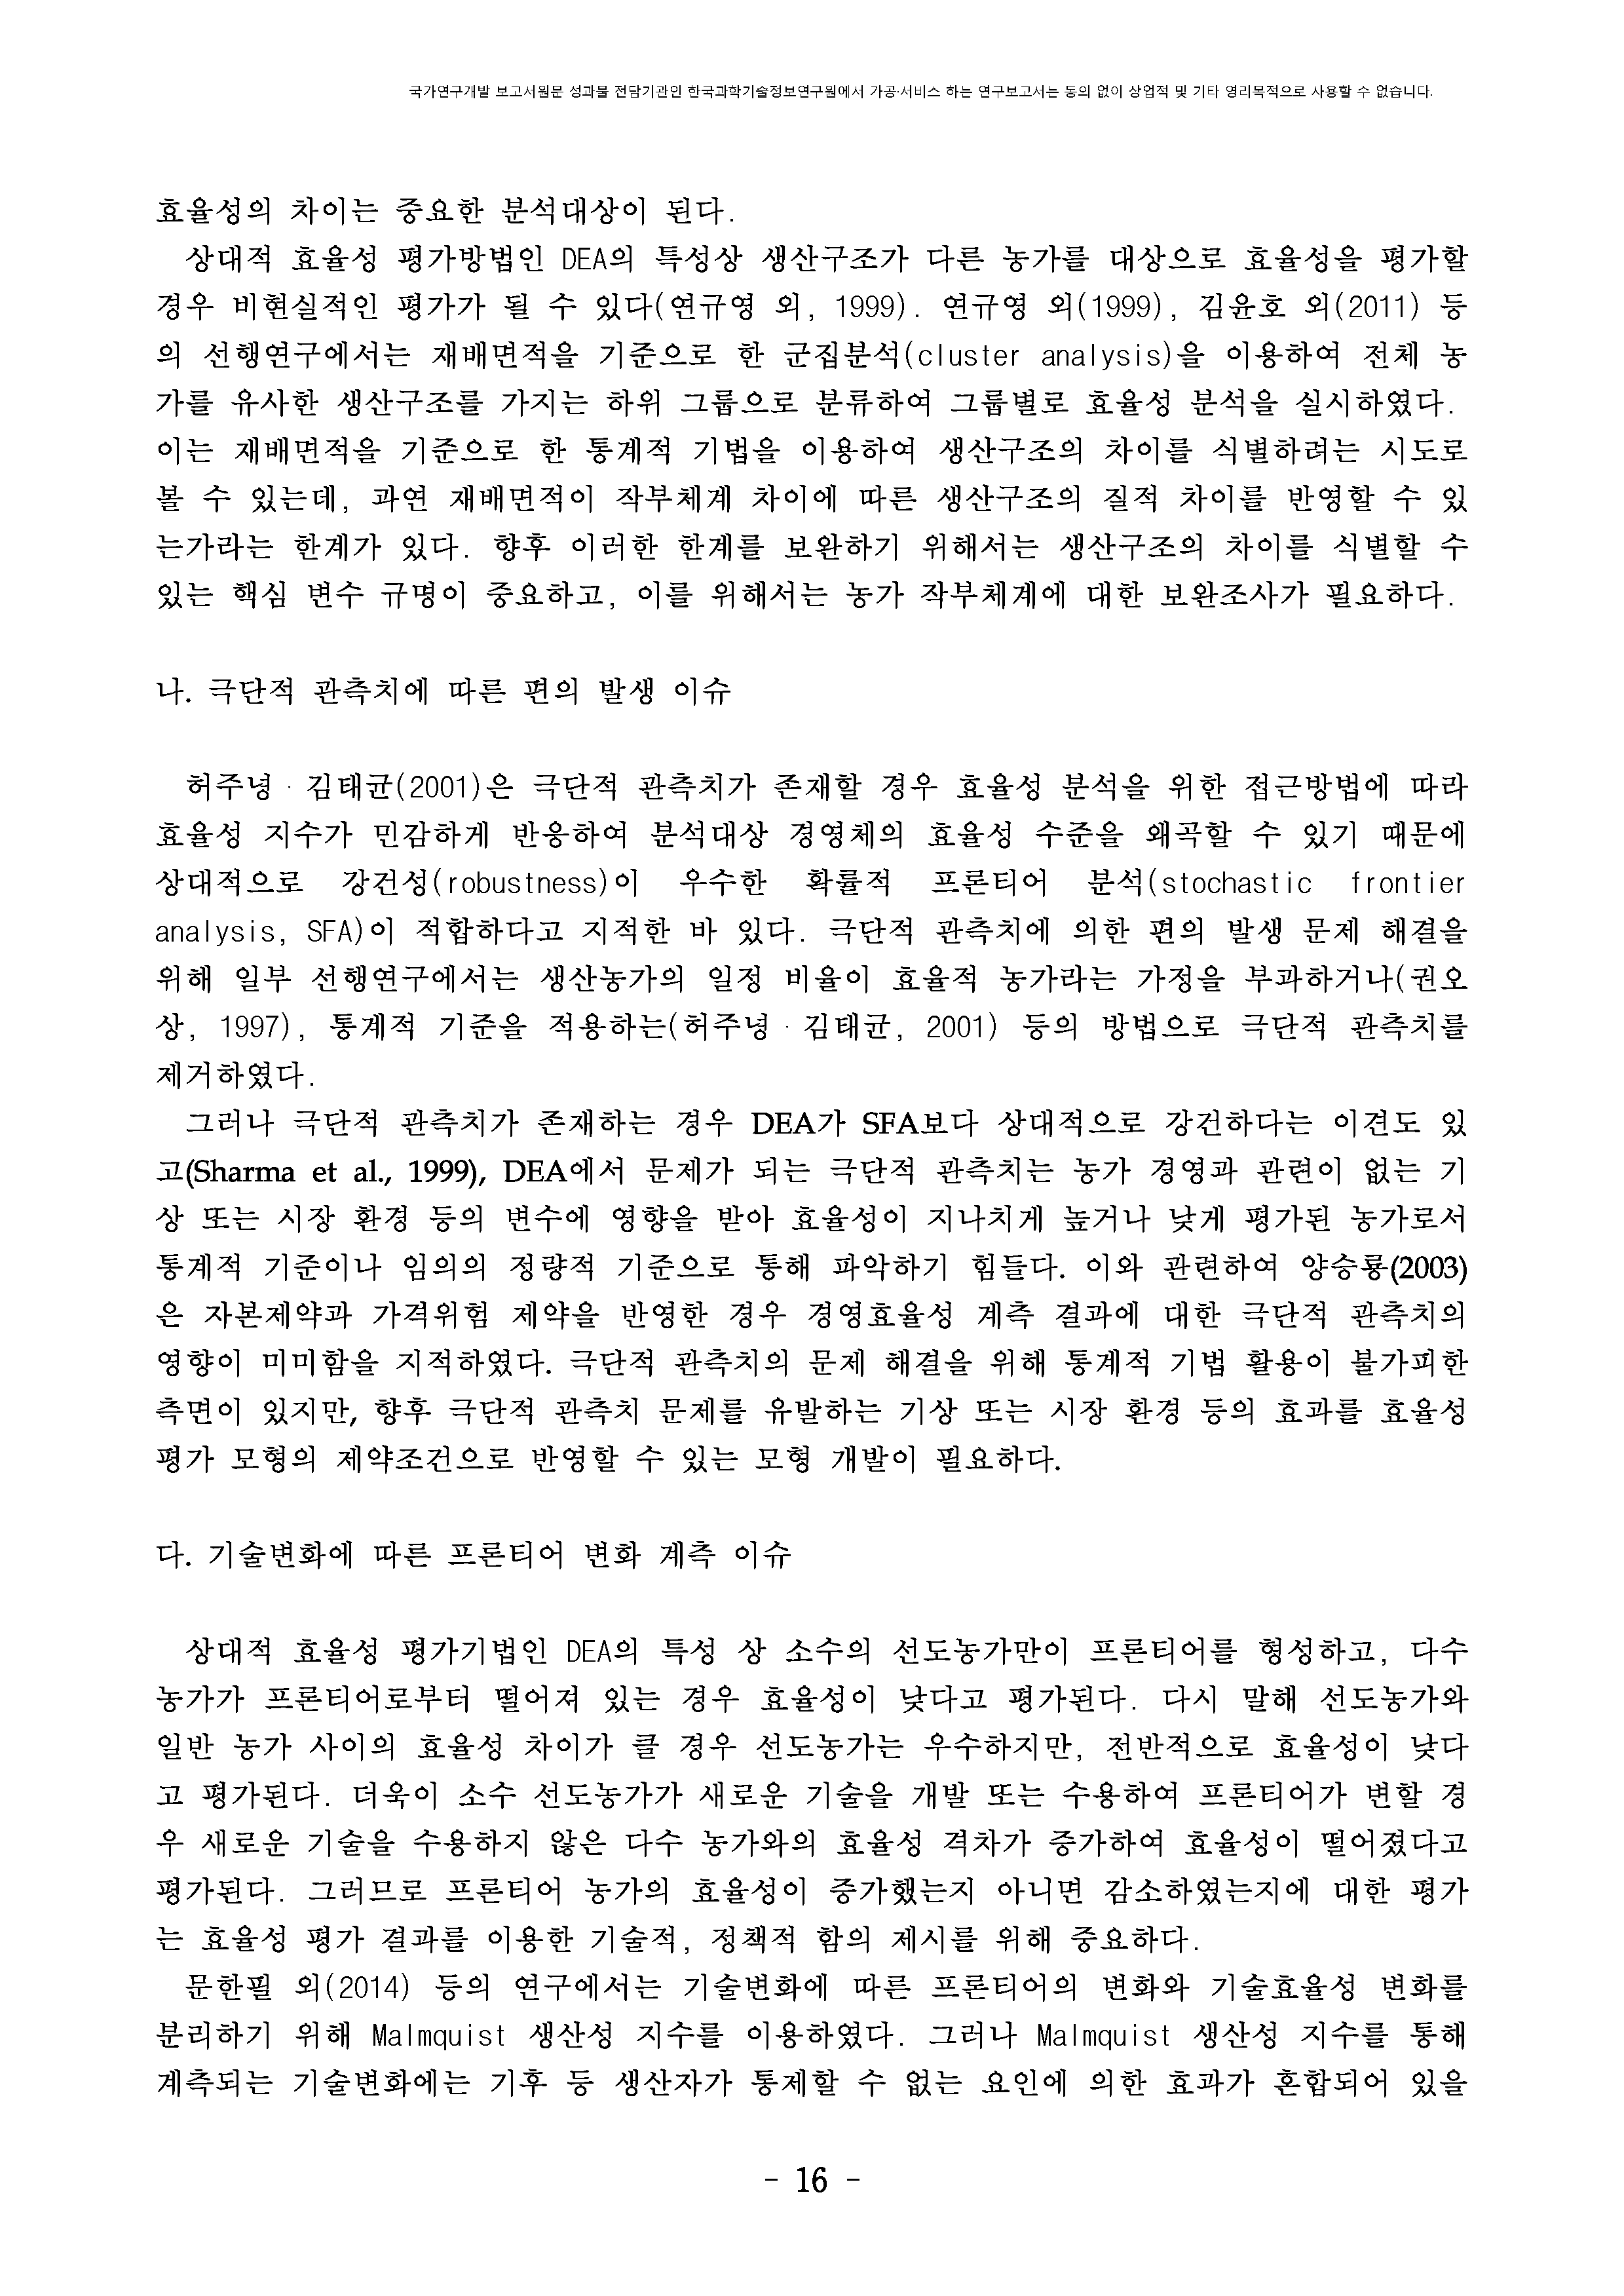 국가연구개발 보고서원문 성과물 전담기관인 한국과학기술정보연구원에서 가공·서비스 하는 연구보고서는 동의 없이 상업적 및 기타 영리목적으로 사용할 수 없습니다.
효율성의 차이는 중요한 분석대상이 된다.
상대적 효율성 평가방법인 DEA의 특성상 생산구조가 다른 농가를 대상으로 효율성을 평가할
경우 비현실적인 평가가 될 수 있다(연규영 외, 1999). 연규영 외(1999), 김윤호 외(2011) 등
의 선행연구에서는 재배면적을 기준으로 한 군집분석(cluster analysis)을 이용하여 전체 농
가를 유사한 생산구조를 가지는 하위 그룹으로 분류하여 그룹별로 효율성 분석을 실시하였다.
이는 재배면적을 기준으로 한 통계적 기법을 이용하여 생산구조의 차이를 식별하려는 시도로
볼 수 있는데, 과연 재배면적이 작부체계 차이에 따른 생산구조의 질적 차이를 반영할 수 있
는가라는 한계가 있다. 향후 이러한 한계를 보완하기 위해서는 생산구조의 차이를 식별할 수
있는 핵심 변수 규명이 중요하고, 이를 위해서는 농가 작부체계에 대한 보완조사가 필요하다.
나. 극단적 관측치에 따른 편의 발생 이슈
허주녕·김태균(2001)은 극단적 관측치가 존재할 경우 효율성 분석을 위한 접근방법에 따라
효율성 지수가 민감하게 반응하여 분석대상 경영체의 효율성 수준을 왜곡할 수 있기 때문에
상대적으로 강건성(robustness)이 우수한 확률적 프론티어 분석(stochastic frontier
analysis, SFA)이 적합하다고 지적한 바 있다. 극단적 관측치에 의한 편의 발생 문제 해결을
위해 일부 선행연구에서는 생산농가의 일정 비율이 효율적 농가라는 가정을 부과하거나(권오
상, 1997), 통계적 기준을 적용하는(허주녕·김태균, 2001) 등의 방법으로 극단적 관측치를
제거하였다.
그러나 극단적 관측치가 존재하는 경우 DEA가 SFA보다 상대적으로 강건하다는 이견도 있
고(Sharma et al., 1999), DEA에서 문제가 되는 극단적 관측치는 농가 경영과 관련이 없는 기
상 또는 시장 환경 등의 변수에 영향을 받아 효율성이 지나치게 높거나 낮게 평가된 농가로서
통계적 기준이나 임의의 정량적 기준으로 통해 파악하기 힘들다. 이와 관련하여 양승룡(2003)
은 자본제약과 가격위험 제약을 반영한 경우 경영효율성 계측 결과에 대한 극단적 관측치의
영향이 미미함을 지적하였다. 극단적 관측치의 문제 해결을 위해 통계적 기법 활용이 불가피한
측면이 있지만, 향후 극단적 관측치 문제를 유발하는 기상 또는 시장 환경 등의 효과를 효율성
평가 모형의 제약조건으로 반영할 수 있는 모형 개발이 필요하다.
다. 기술변화에 따른 프론티어 변화 계측 이슈
상대적 효율성 평가기법인 DEA의 특성 상 소수의 선도농가만이 프론티어를 형성하고, 다수
농가가 프론티어로부터 떨어져 있는 경우 효율성이 낮다고 평가된다. 다시 말해 선도농가와
일반 농가 사이의 효율성 차이가 클 경우 선도농가는 우수하지만, 전반적으로 효율성이 낮다
고 평가된다. 더욱이 소수 선도농가가 새로운 기술을 개발 또는 수용하여 프론티어가 변할 경
우 새로운 기술을 수용하지 않은 다수 농가와의 효율성 격차가 증가하여 효율성이 떨어졌다고
평가된다. 그러므로 프론티어 농가의 효율성이 증가했는지 아니면 감소하였는지에 대한 평가
는 효율성 평가 결과를 이용한 기술적, 정책적 함의 제시를 위해 중요하다.
문한필 외(2014) 등의 연구에서는 기술변화에 따른 프론티어의 변화와 기술효율성 변화를
분리하기 위해 Malmquist 생산성 지수를 이용하였다. 그러나 Malmquist 생산성 지수를 통해
계측되는 기술변화에는 기후 등 생산자가 통제할 수 없는 요인에 의한 효과가 혼합되어 있을
- 16 -